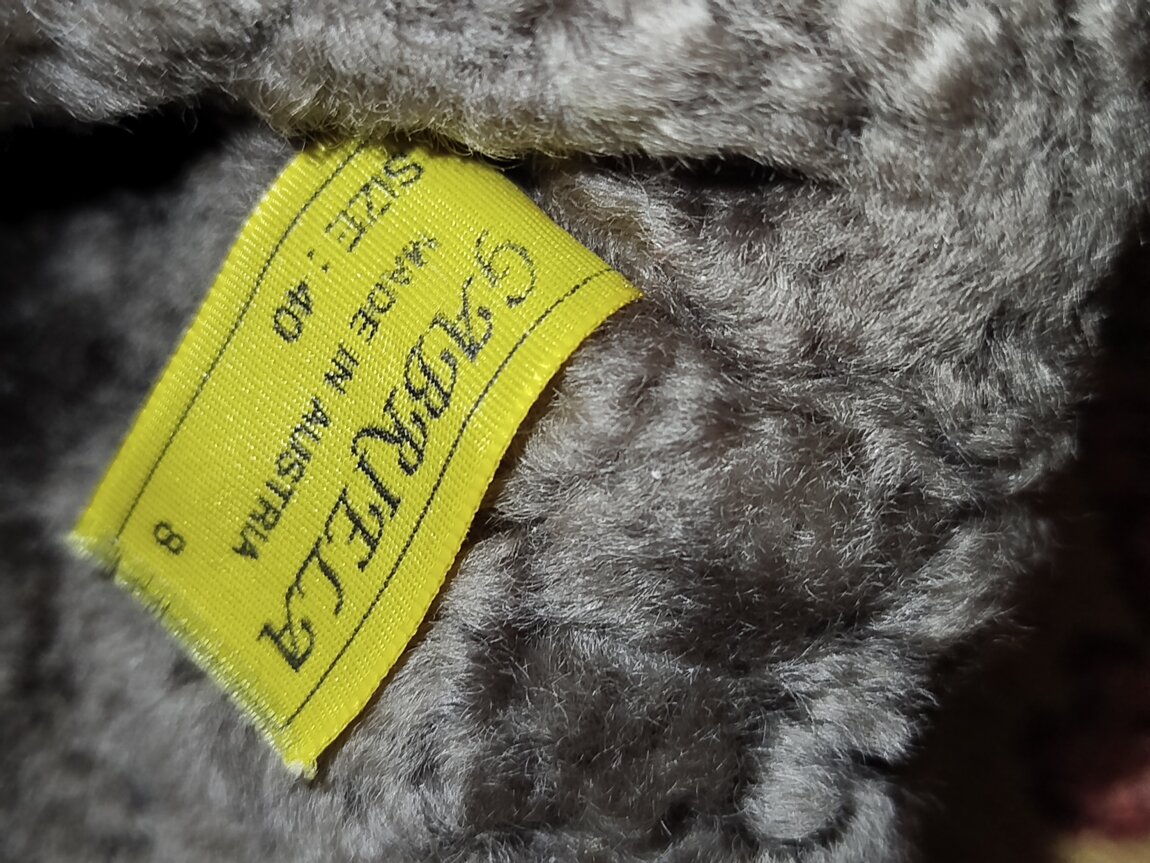 GABRIELA
MADE IN AUSTRIA
SIZE : 40
8